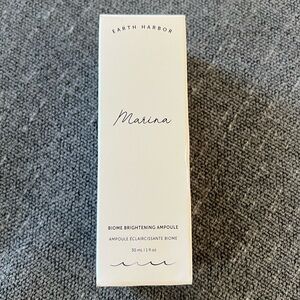 EARTH HARBOR
Marina
BIOME BRIGHTENING AMPOULE
AMPOULE ÉCLAIRCISSANTE BIOME
30 mL | 1 fl oz